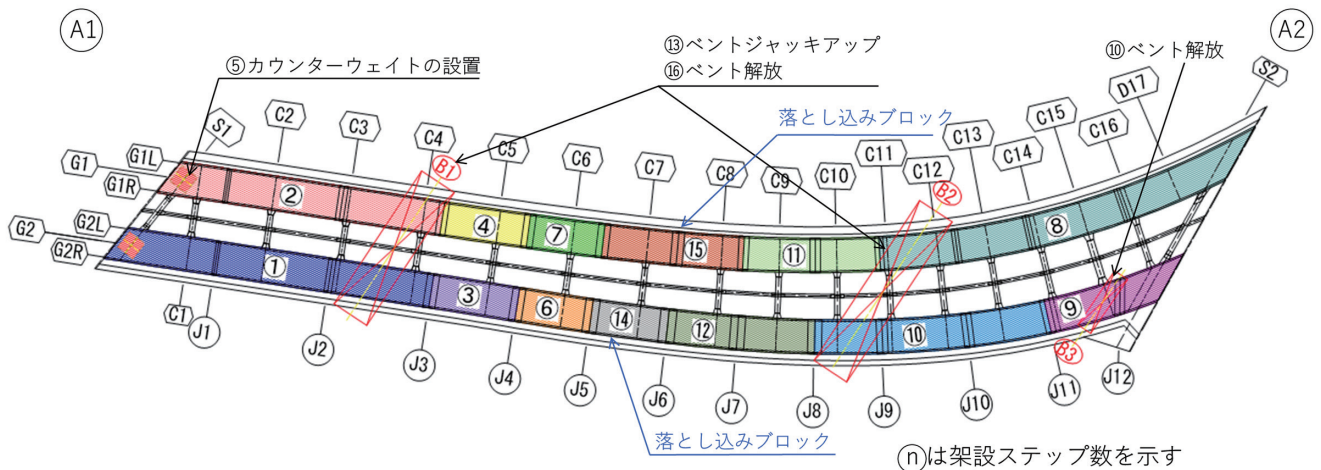 A1
A2
⑤カウンターウェイトの設置
⑬ベントジャッキアップ
⑯ベント解放
⑩ベント解放
落とし込みブロック
S1
C2
C3
C4
B1
C5
C6
C7
C8
C9
C10
C11
C12
B2
C13
C14
C15
C16
D17
S2
G1
G1L
G1R
G2
G2L
G2R
②
④
⑦
⑮
⑪
⑧
①
③
⑥
⑭
⑫
⑩
⑨
C1
J1
J2
J3
J4
J5
J6
J7
J8
J9
J10
J11
J12
B3
落とし込みブロック
ⓝは架設ステップ数を示す